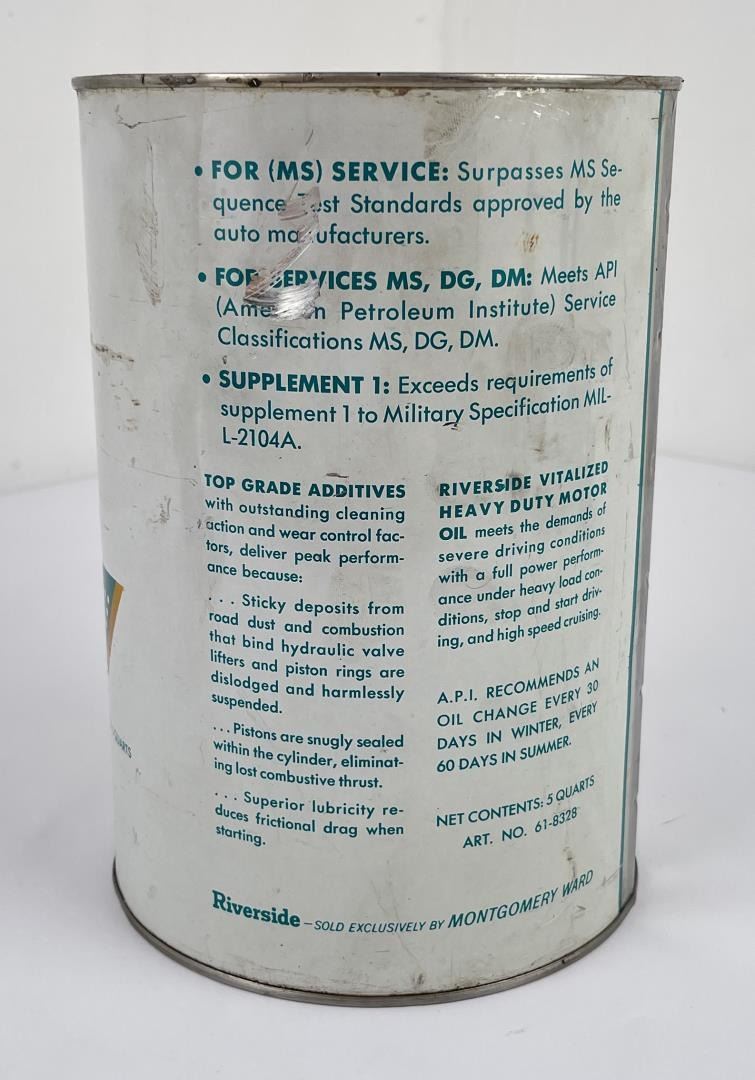 • FOR (MS) SERVICE: Surpasses MS Se-
quence Test Standards approved by the
auto manufacturers.
• FOR SERVICES MS, DG, DM: Meets API
(American Petroleum Institute) Service
Classifications MS, DG, DM.
• SUPPLEMENT 1: Exceeds requirements of
supplement 1 to Military Specification MIL-
L-2104A.
TOP GRADE ADDITIVES
with outstanding cleaning
action and wear control fac-
tors, deliver peak perform-
ance because:
. . . Sticky deposits from
road dust and combustion
that bind hydraulic valve
lifters and piston rings are
dislodged and harmlessly
suspended.
. . . Pistons are snugly sealed
within the cylinder, eliminat-
ing lost combustive thrust.
. . . Superior lubricity re-
duces frictional drag when
starting.
RIVERSIDE VITALIZED
HEAVY DUTY MOTOR
OIL meets the demands of
severe driving conditions
with a full power perform-
ance under heavy load con-
ditions, stop and start driv-
ing, and high speed cruising.
A.P.I. RECOMMENDS AN
OIL CHANGE EVERY 30
DAYS IN WINTER, EVERY
60 DAYS IN SUMMER.
NET CONTENTS: 5 QUARTS
ART. NO. 61-8328
Riverside – SOLD EXCLUSIVELY BY MONTGOMERY WARD
QUARTS